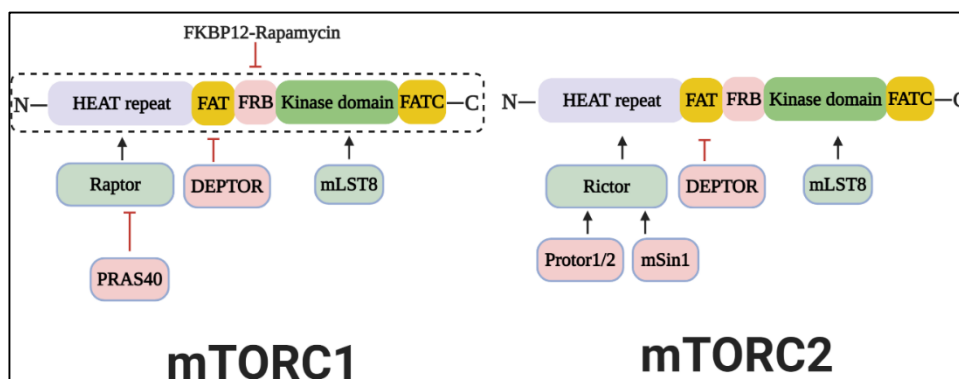 FKBP12-Rapamycin
N HEAT repeat FAT FRB Kinase domain FATC C
Raptor DEPTOR mLST8
PRAS40
mTORC1
N HEAT repeat FAT FRB Kinase domain FATC C
Rictor DEPTOR mLST8
Protor1/2 mSin1
mTORC2